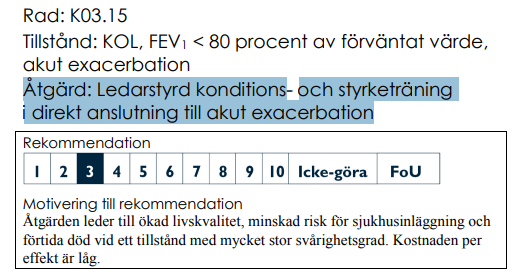 Rad: K03.15
Tillstånd: KOL, FEV₁ < 80 procent av förväntat värde,
akut exacerbation
Åtgärd: Ledarstyrd konditions- och styrketräning
i direkt anslutning till akut exacerbation
Rekommendation
1 2 3 4 5 6 7 8 9 10 Icke-göra FoU
Motivering till rekommendation
Åtgärden leder till ökad livskvalitet, minskad risk för sjukhusinläggning och
förtida död vid ett tillstånd med mycket stor svårighetsgrad. Kostnaden per
effekt är låg.